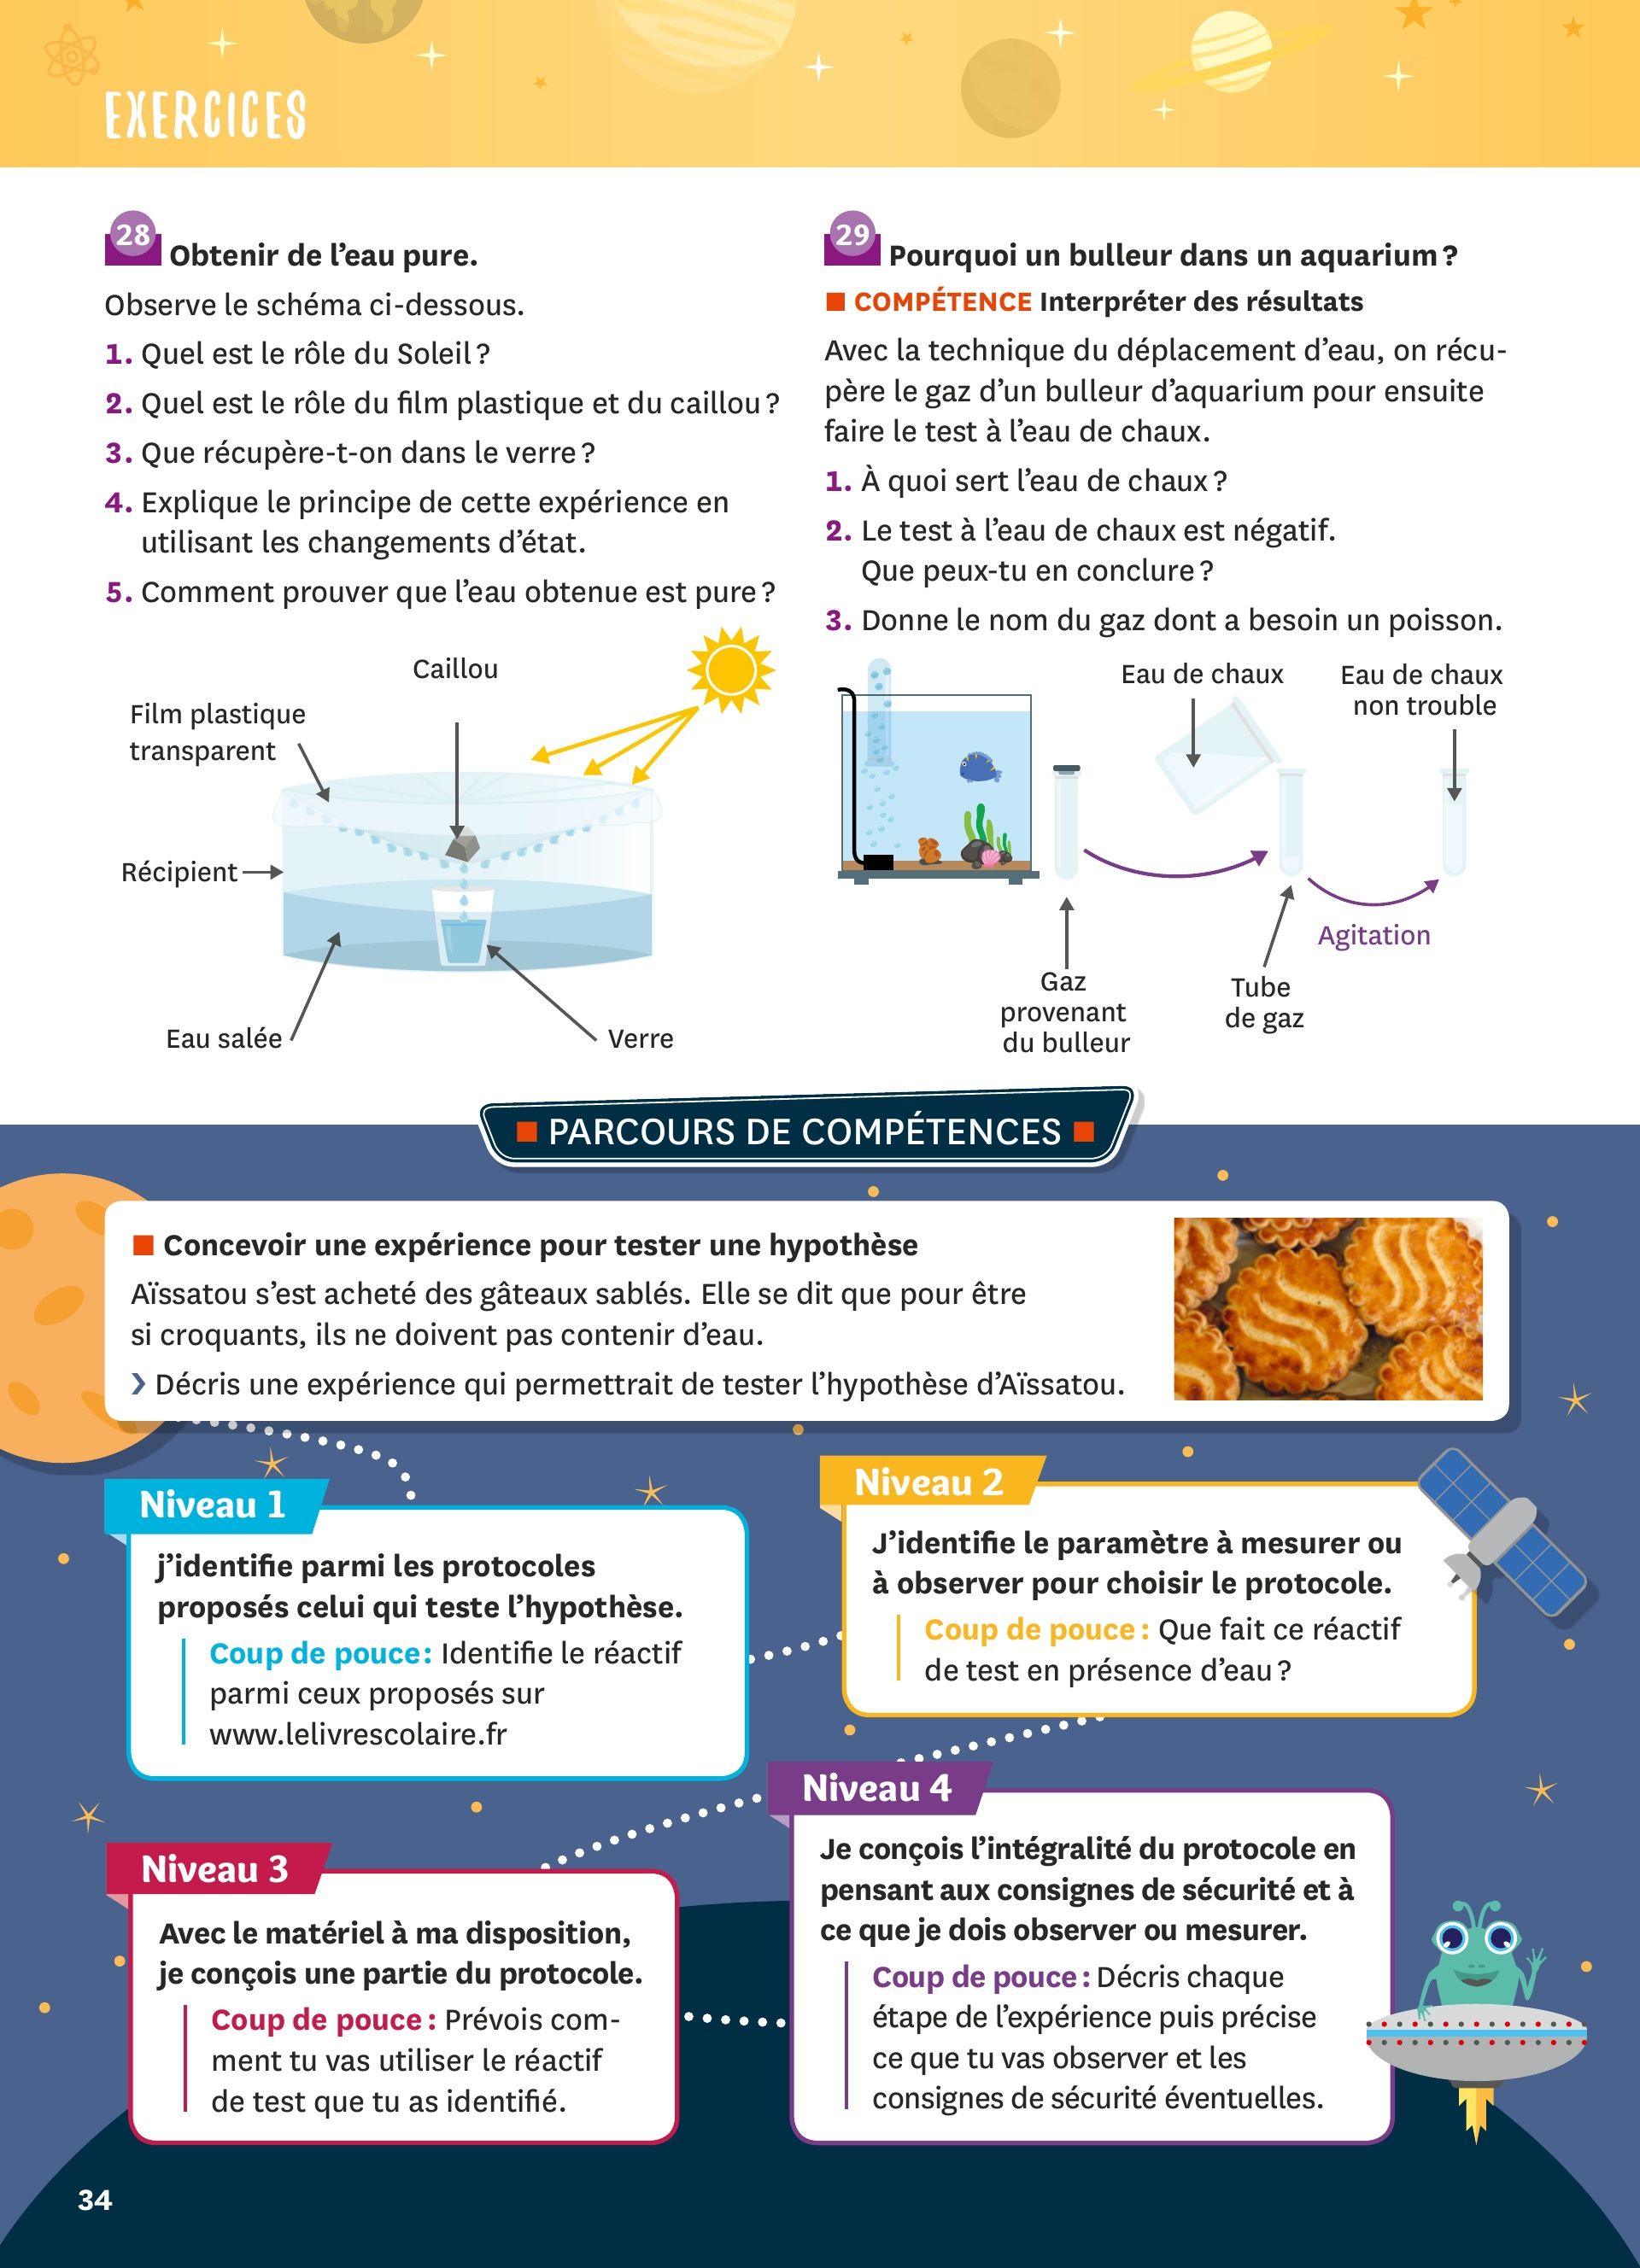 EXERCICES
28 Obtenir de l’eau pure.
Observe le schéma ci-dessous.
1. Quel est le rôle du Soleil ?
2. Quel est le rôle du film plastique et du caillou ?
3. Que récupère-t-on dans le verre ?
4. Explique le principe de cette expérience en
utilisant les changements d’état.
5. Comment prouver que l’eau obtenue est pure ?
Caillou
Film plastique
transparent
Récipient
Eau salée
Verre
29 Pourquoi un bulleur dans un aquarium ?
COMPÉTENCE Interpréter des résultats
Avec la technique du déplacement d’eau, on récu-
père le gaz d’un bulleur d’aquarium pour ensuite
faire le test à l’eau de chaux.
1. À quoi sert l’eau de chaux ?
2. Le test à l’eau de chaux est négatif.
Que peux-tu en conclure ?
3. Donne le nom du gaz dont a besoin un poisson.
Eau de chaux
Eau de chaux
non trouble
Agitation
Gaz
provenant
du bulleur
Tube
de gaz
PARCOURS DE COMPÉTENCES
Concevoir une expérience pour tester une hypothèse
Aïssatou s’est acheté des gâteaux sablés. Elle se dit que pour être
si croquants, ils ne doivent pas contenir d’eau.
› Décris une expérience qui permettrait de tester l’hypothèse d’Aïssatou.
Niveau 1
j’identifie parmi les protocoles
proposés celui qui teste l’hypothèse.
Coup de pouce : Identifie le réactif
parmi ceux proposés sur
www.lelivrescolaire.fr
Niveau 2
J’identifie le paramètre à mesurer ou
à observer pour choisir le protocole.
Coup de pouce : Que fait ce réactif
de test en présence d’eau ?
Niveau 3
Avec le matériel à ma disposition,
je conçois une partie du protocole.
Coup de pouce : Prévois com-
ment tu vas utiliser le réactif
de test que tu as identifié.
Niveau 4
Je conçois l’intégralité du protocole en
pensant aux consignes de sécurité et à
ce que je dois observer ou mesurer.
Coup de pouce : Décris chaque
étape de l’expérience puis précise
ce que tu vas observer et les
consignes de sécurité éventuelles.
34